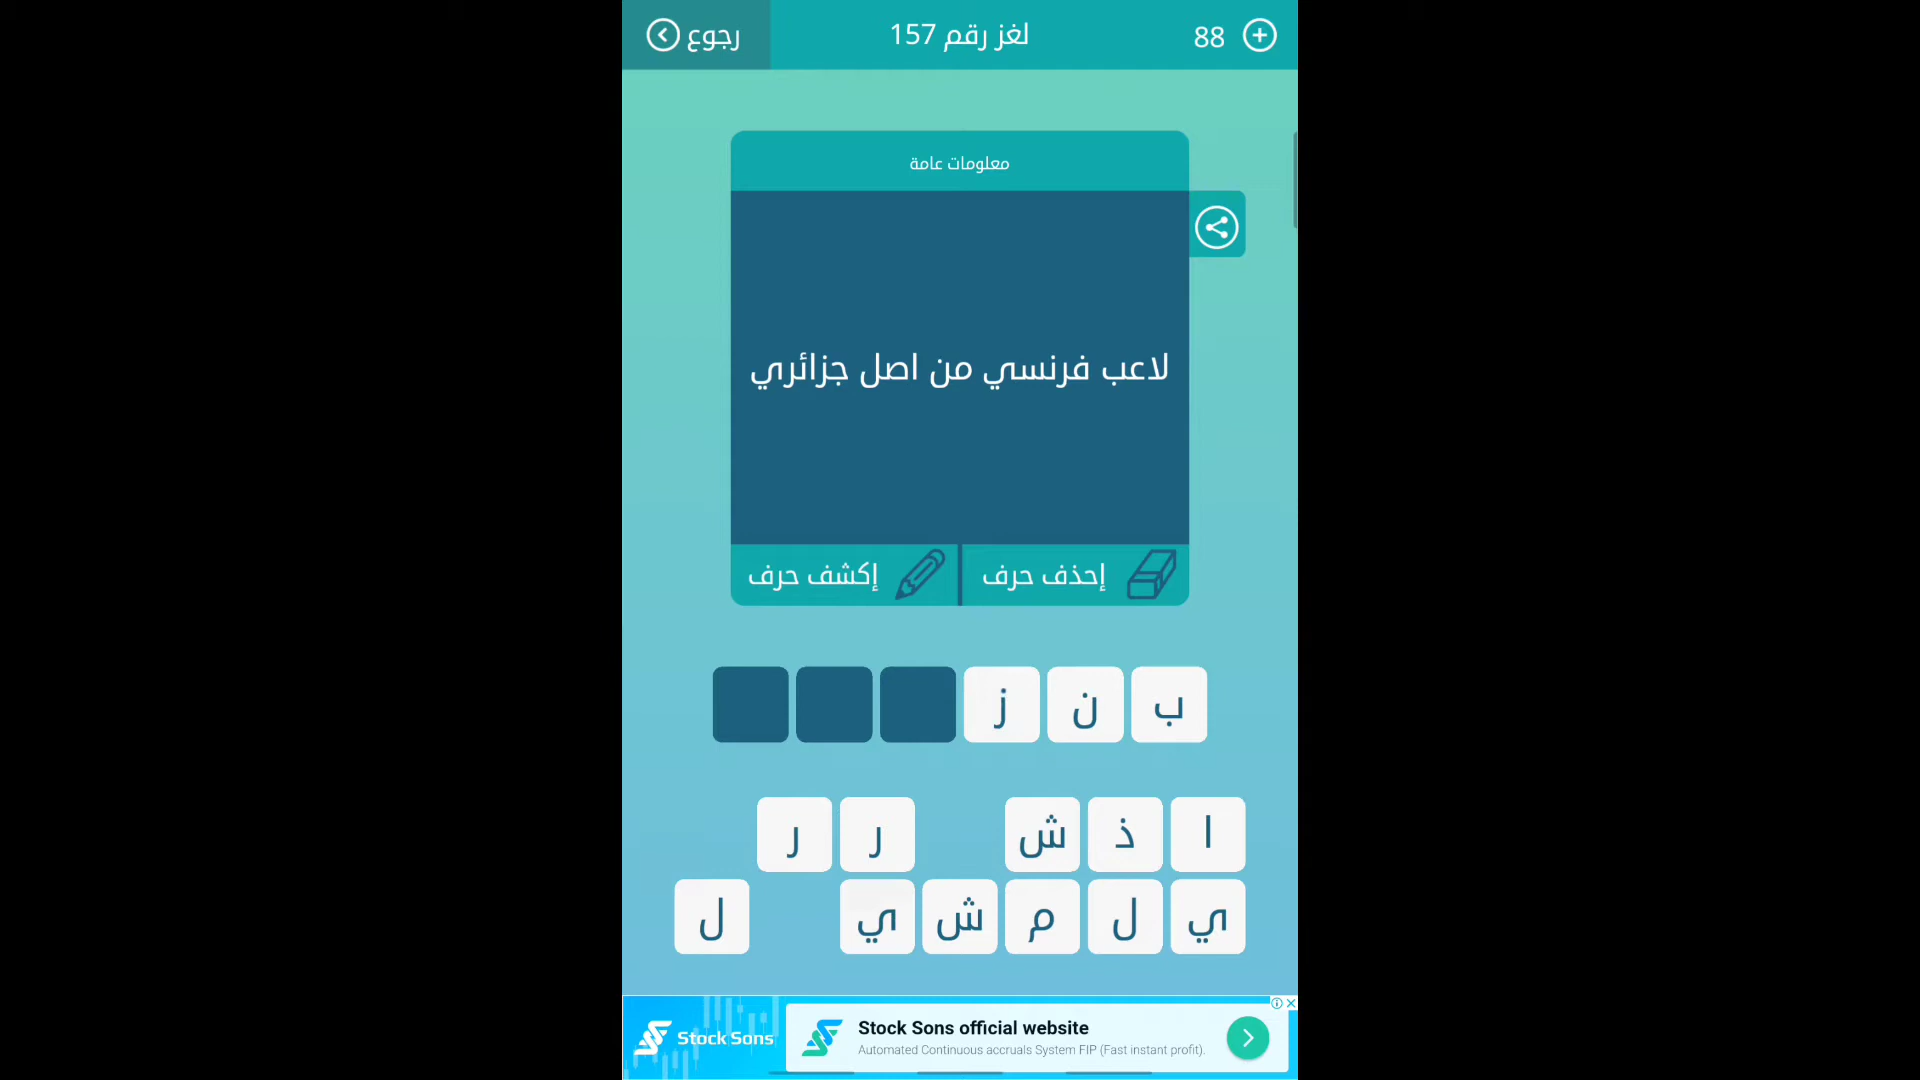 رجوع
لغز رقم 157
88
معلومات عامة
لاعب فرنسي من اصل جزائري
إحذف حرف
إكشف حرف
ب ن ز
ا ذ ش ر ر
ي ل م ش ي ل
Stock Sons
Stock Sons official website
Automated Continuous accruals System FIP (Fast instant profit).